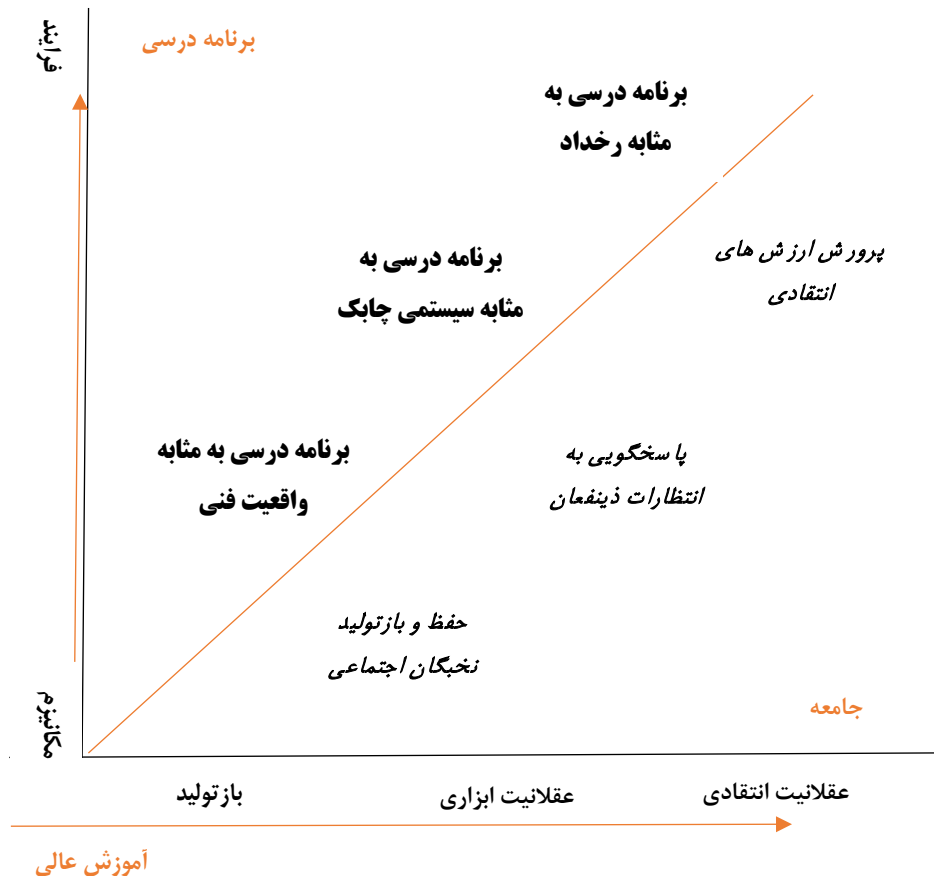 فرایند
برنامه درسی
برنامه درسی به
مثابه رخداد
پرورش ارزش های
انتقادی
برنامه درسی به
مثابه سیستمی چابک
برنامه درسی به مثابه
واقعیت فنی
پاسخگویی به
انتظارات ذینفعان
حفظ و بازتولید
نخبگان اجتماعی
مکانیزم
جامعه
بازتولید
عقلانیت ابزاری
عقلانیت انتقادی
آموزش عالی